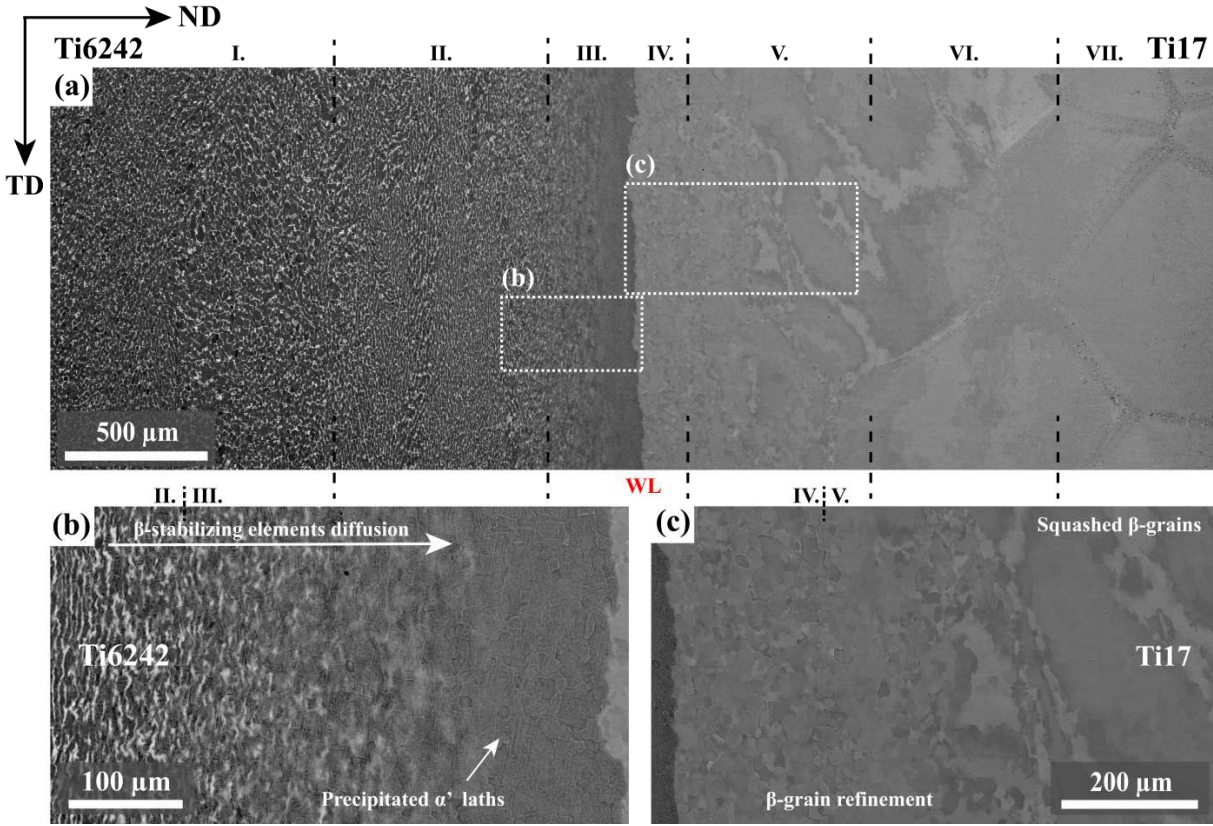 ND
Ti6242 I. II. III. IV. V. VI. VII. Ti17
(a)
TD
(c)
(b)
500 μm
WL
II. III.
IV. V.
(b)
β-stabilizing elements diffusion
(c)
Squashed β-grains
Ti6242
Ti17
100 μm
Precipitated α’ laths
β-grain refinement
200 μm